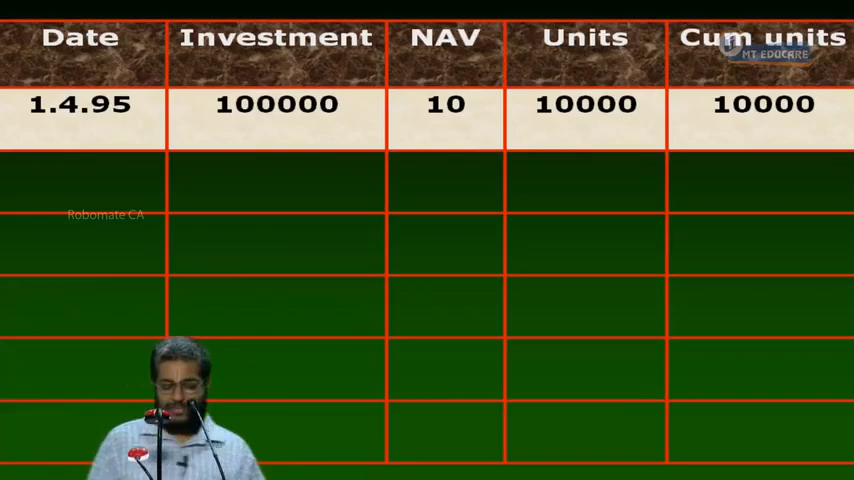 Date Investment NAV Units Cum units
MT EDUCARE
1.4.95 100000 10 10000 10000
Robomate CA